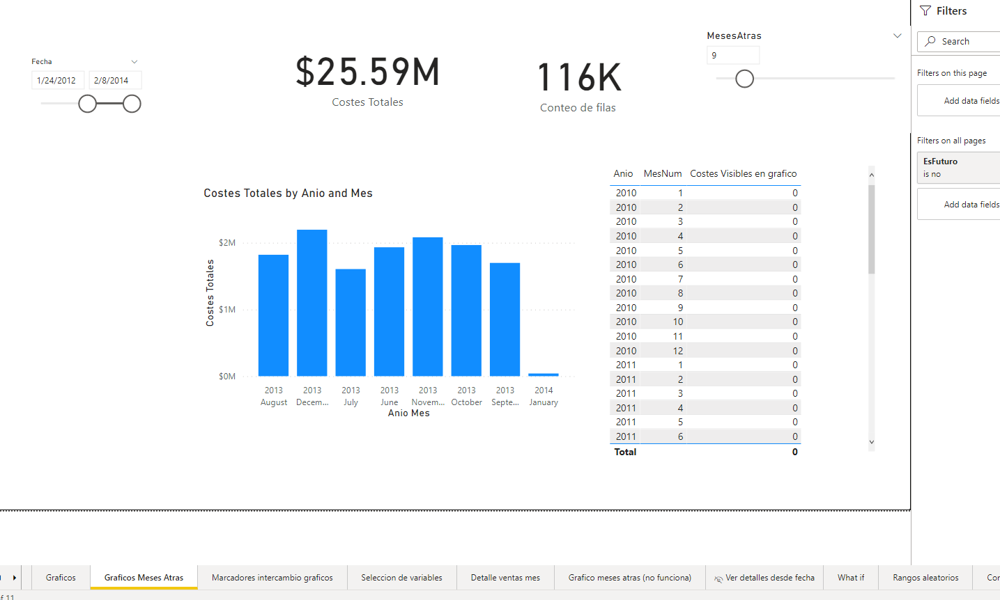 Fecha
1/24/2012 2/8/2014
$25.59M
Costes Totales
116K
Conteo de filas
MesesAtras
9
Costes Totales by Anio and Mes
Costes Totales
$2M
$1M
$0M
2013 2013 2013 2013 2013 2013 2013 2014
August Decem... July June Novem... October Septe... January
Anio Mes
Anio MesNum Costes Visibles en grafico
2010 1 0
2010 2 0
2010 3 0
2010 4 0
2010 5 0
2010 6 0
2010 7 0
2010 8 0
2010 9 0
2010 10 0
2010 11 0
2010 12 0
2011 1 0
2011 2 0
2011 3 0
2011 4 0
2011 5 0
2011 6 0
Total 0
Filters
Search
Filters on this page
Add data fields
Filters on all pages
EsFuturo
is no
Add data fields
Graficos Graficos Meses Atras Marcadores intercambio graficos Seleccion de variables Detalle ventas mes Grafico meses atras (no funciona) Ver detalles desde fecha What if Rangos aleatorios
of 11